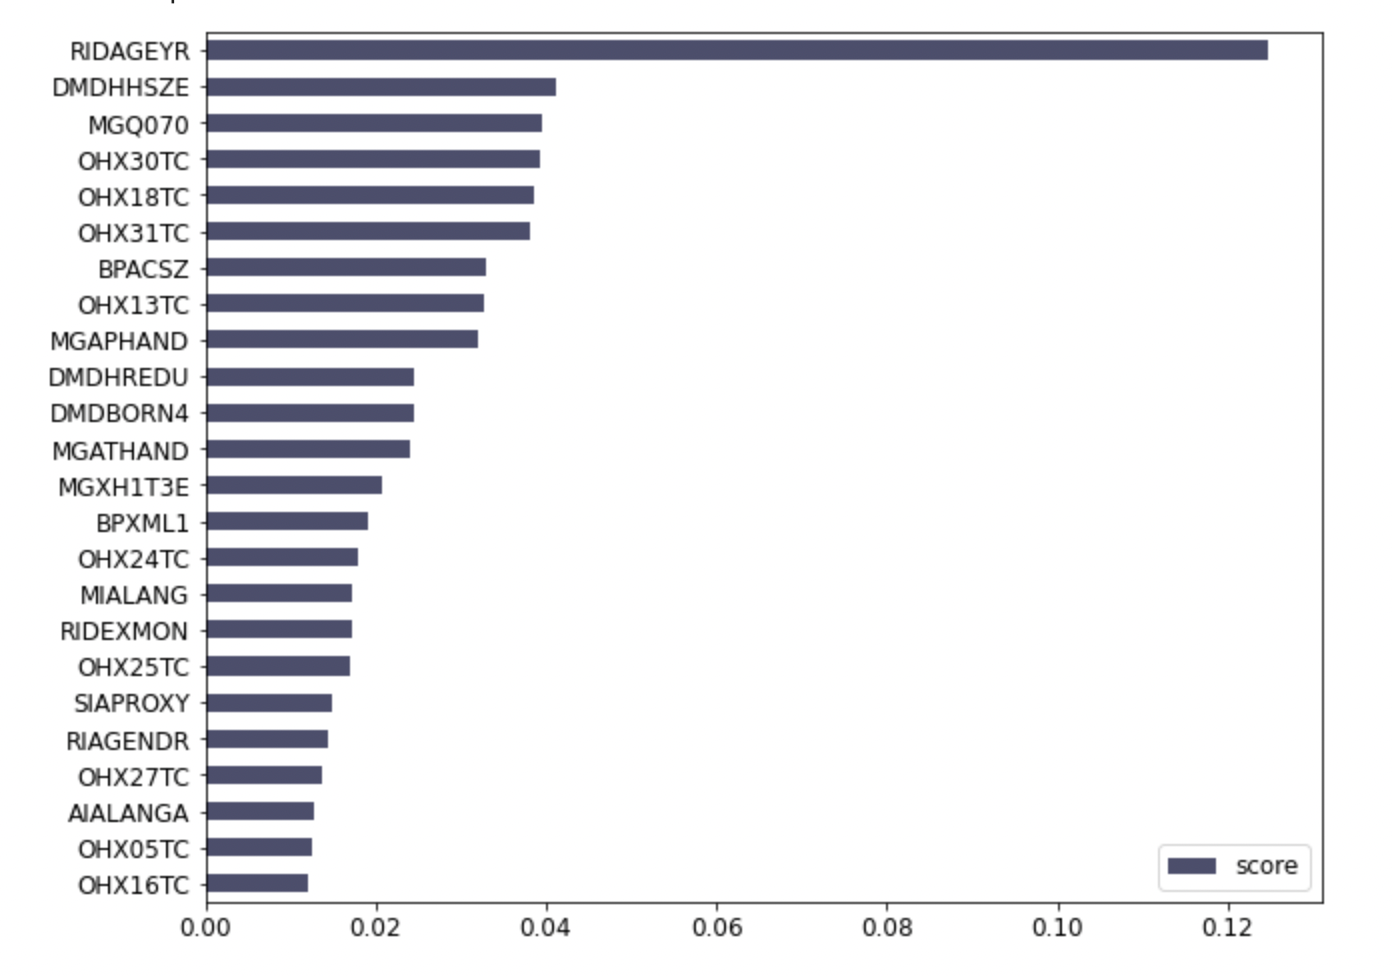 RIDAGEYR
DMDHHSZE
MGQ070
OHX30TC
OHX18TC
OHX31TC
BPACSZ
OHX13TC
MGAPHAND
DMDHREDU
DMDBORN4
MGATHAND
MGXH1T3E
BPXML1
OHX24TC
MIALANG
RIDEXMON
OHX25TC
SIAPROXY
RIAGENDR
OHX27TC
AIALANGA
OHX05TC
OHX16TC
score
0.00 0.02 0.04 0.06 0.08 0.10 0.12